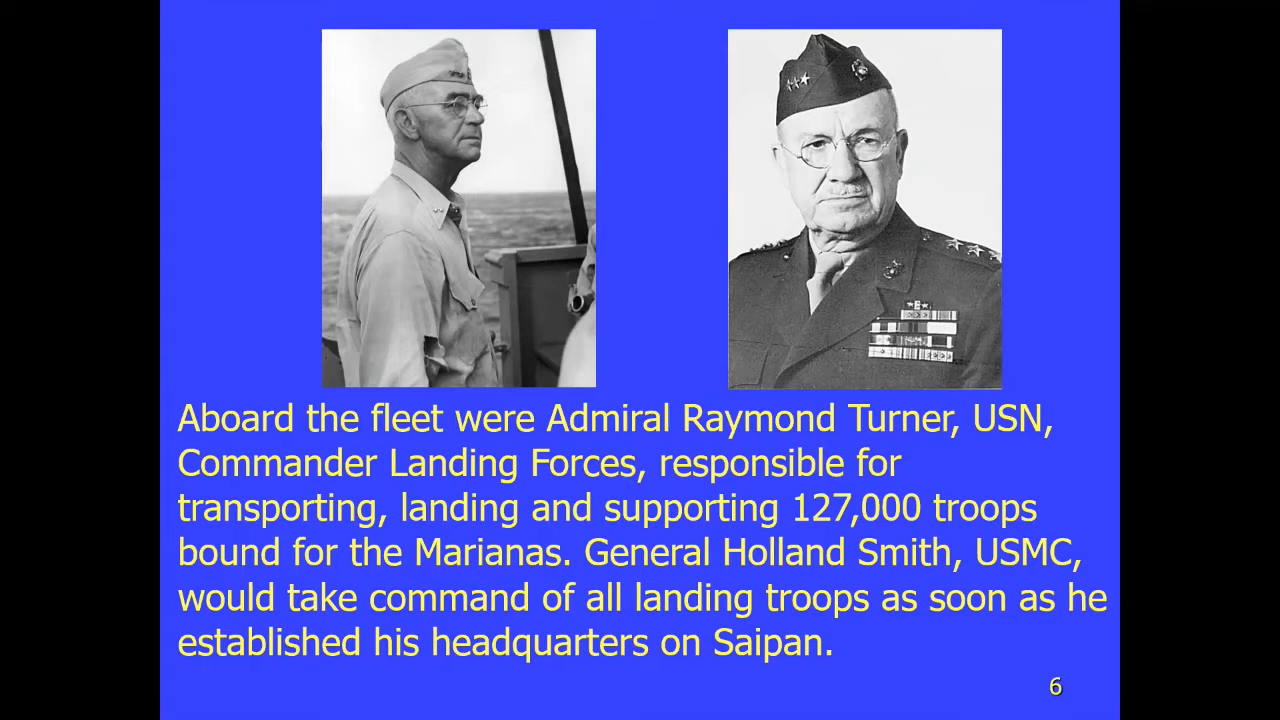 Aboard the fleet were Admiral Raymond Turner, USN,
Commander Landing Forces, responsible for
transporting, landing and supporting 127,000 troops
bound for the Marianas. General Holland Smith, USMC,
would take command of all landing troops as soon as he
established his headquarters on Saipan.
6